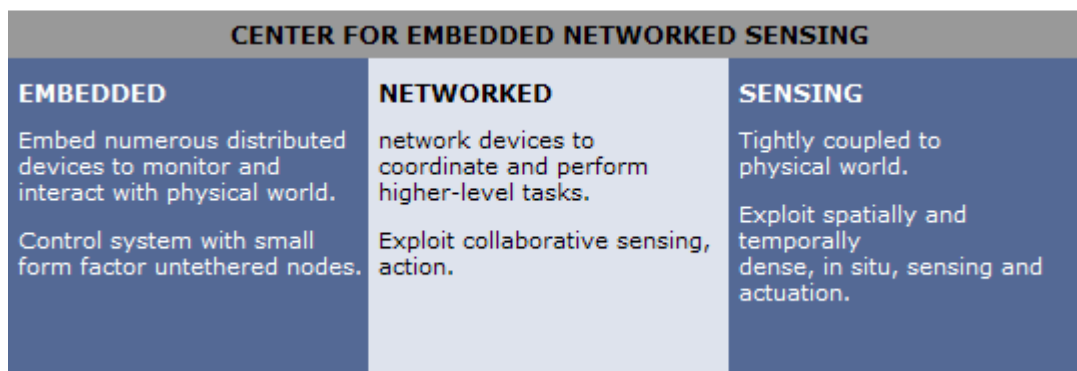 CENTER FOR EMBEDDED NETWORKED SENSING
EMBEDDED
Embed numerous distributed
devices to monitor and
interact with physical world.
Control system with small
form factor untethered nodes.
NETWORKED
network devices to
coordinate and perform
higher-level tasks.
Exploit collaborative sensing,
action.
SENSING
Tightly coupled to
physical world.
Exploit spatially and
temporally
dense, in situ, sensing and
actuation.